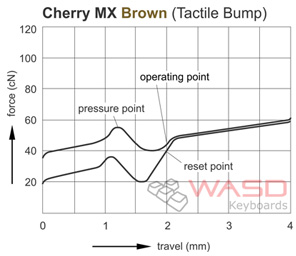 Cherry MX Brown (Tactile Bump)
120
100
80
60
40
20
force (cN)
operating point
pressure point
reset point
WASD
Keyboards
0
1
2
3
4
travel (mm)